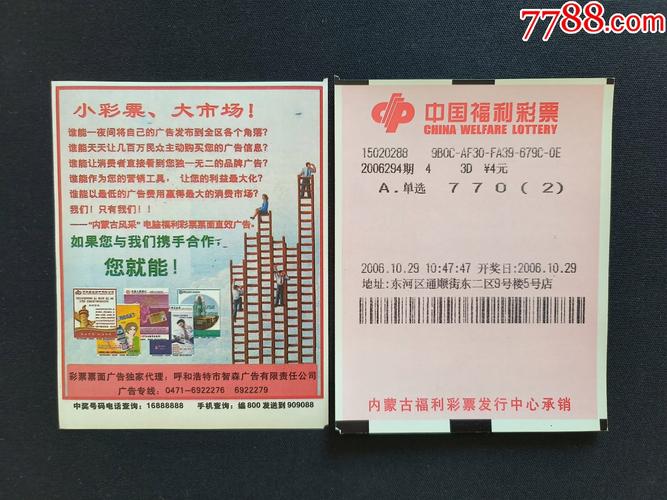 7788.com
小彩票、大市场!
谁能一夜间将自己的广告发布到全区各个角落?
谁能天天让几百万民众主动购买您的广告信息?
谁能让消费者直接看到您独一无二的品牌广告?
谁能作为您的营销工具, 让您的利益最大化?
谁能以最低的广告费用赢得最大的消费市场?
我们!只有我们!!
——“内蒙古风采”电脑福利彩票票面直效广告。
如果您与我们携手合作,
您就能!
彩票票面广告独家代理: 呼和浩特市智森广告有限责任公司
广告专线: 0471-6922276 6922279
中奖号码电话查询: 16888888 手机查询: 编800发送到909088
中国福利彩票
CHINA WELFARE LOTTERY
15020288 9B0C-AF30-FA39-679C-0E
2006294期 4 3D ¥4元
A.单选 770(2)
2006.10.29 10:47:47 开奖日:2006.10.29
地址:东河区通顺街东二区9号楼5号店
内蒙古福利彩票发行中心承销